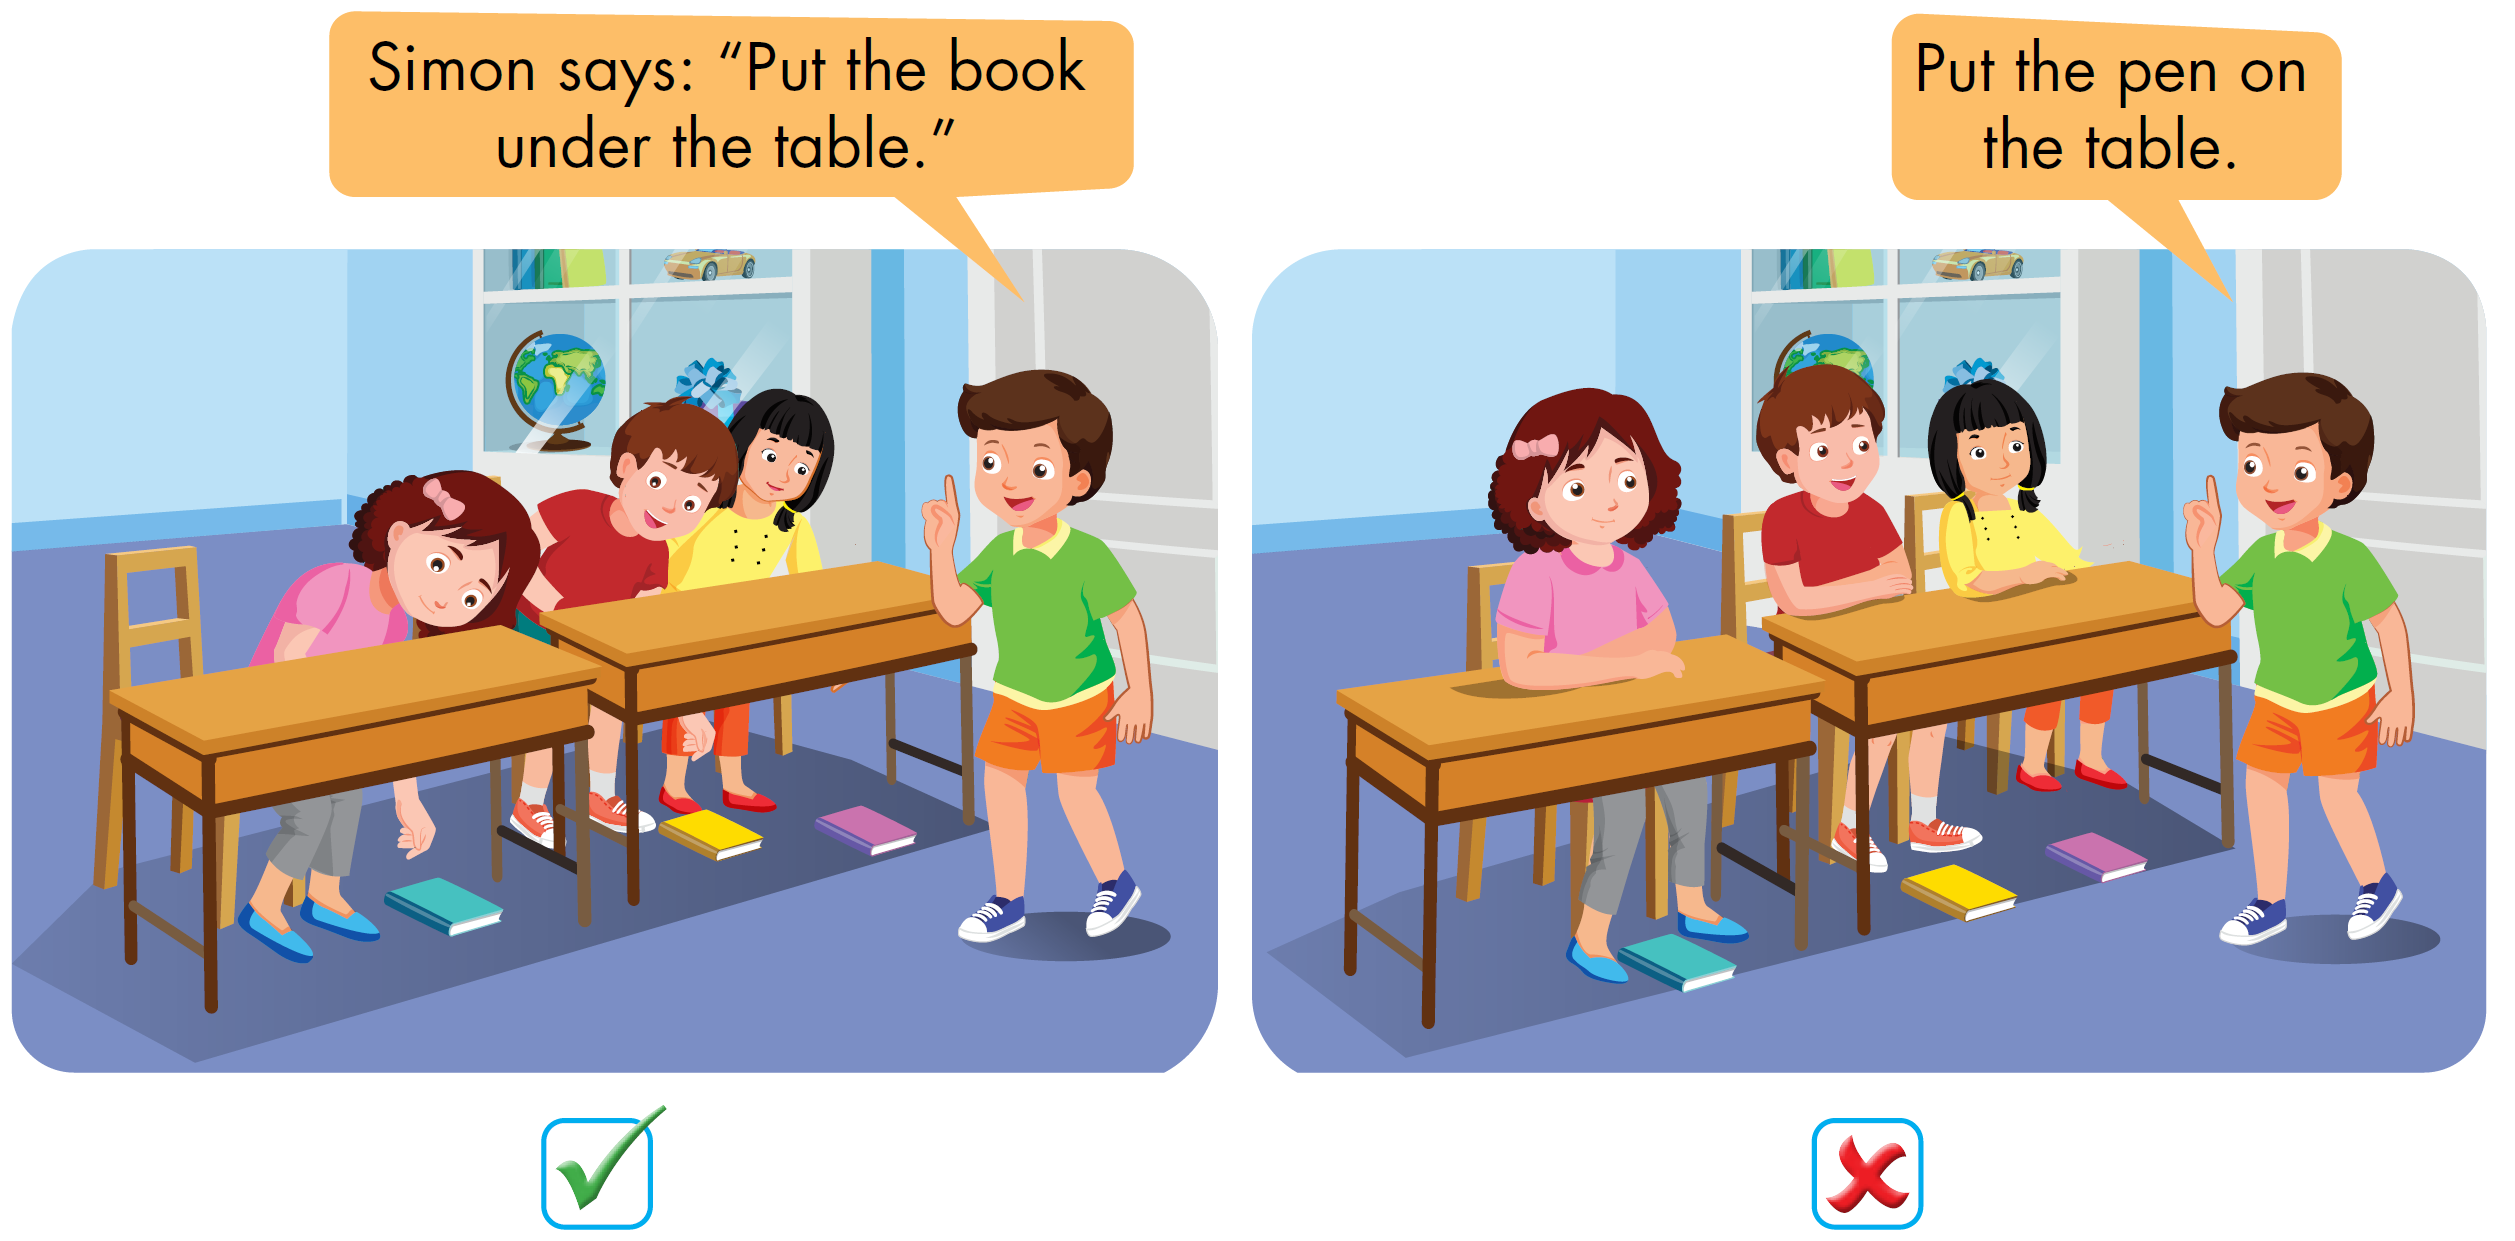 Simon says: “Put the book
under the table.”
Put the pen on
the table.